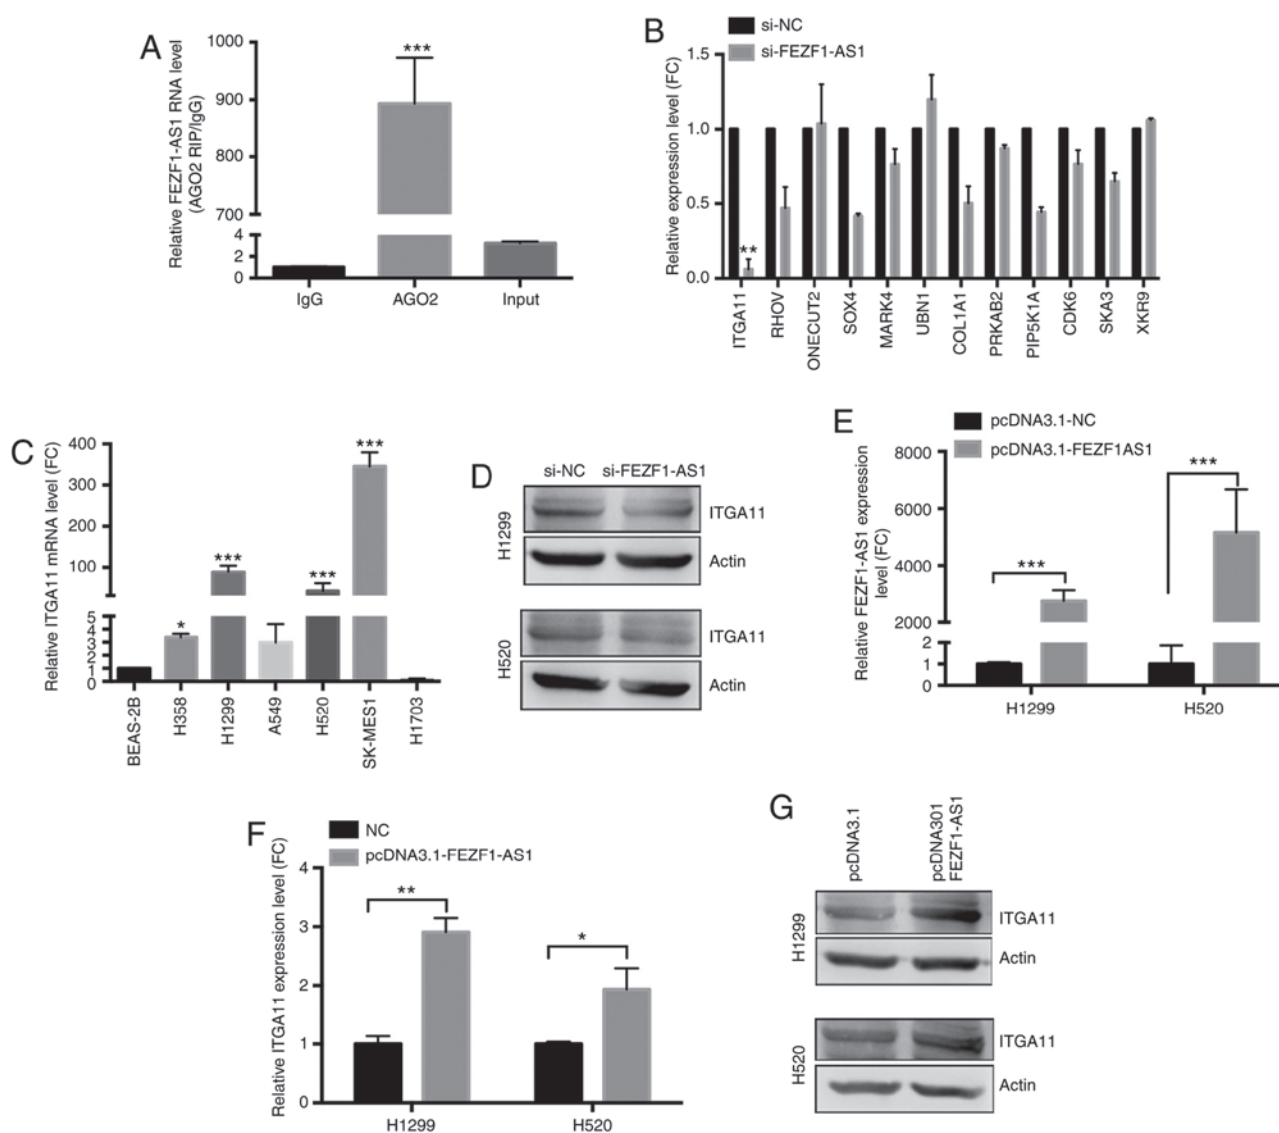 A
Relative FEZF1-AS1 RNA level
(AGO2 RIP/IgG)
1000
900
800
700
4
2
0
***
IgG
AGO2
Input
B
si-NC
si-FEZF1-AS1
Relative expression level (FC)
1.5
1.0
0.5
0.0
**
ITGA11
RHOV
ONECUT2
SOX4
MARK4
UBN1
COL1A1
PRKAB2
PIP5K1A
CDK6
SKA3
XKR9
C
Relative ITGA11 mRNA level (FC)
400
300
200
100
5
4
3
2
1
0
*
***
***
***
BEAS-2B
H358
H1299
A549
H520
SK-MES1
H1703
D
si-NC si-FEZF1-AS1
H1299
ITGA11
Actin
H520
ITGA11
Actin
E
pcDNA3.1-NC
pcDNA3.1-FEZF1AS1
Relative FEZF1-AS1 expression
level (FC)
8000
6000
4000
2000
2
1
0
***
***
H1299
H520
F
NC
pcDNA3.1-FEZF1-AS1
Relative ITGA11 expression level (FC)
4
3
2
1
0
**
*
H1299
H520
G
pcDNA3.1
pcDNA301
FEZF1-AS1
H1299
ITGA11
Actin
H520
ITGA11
Actin